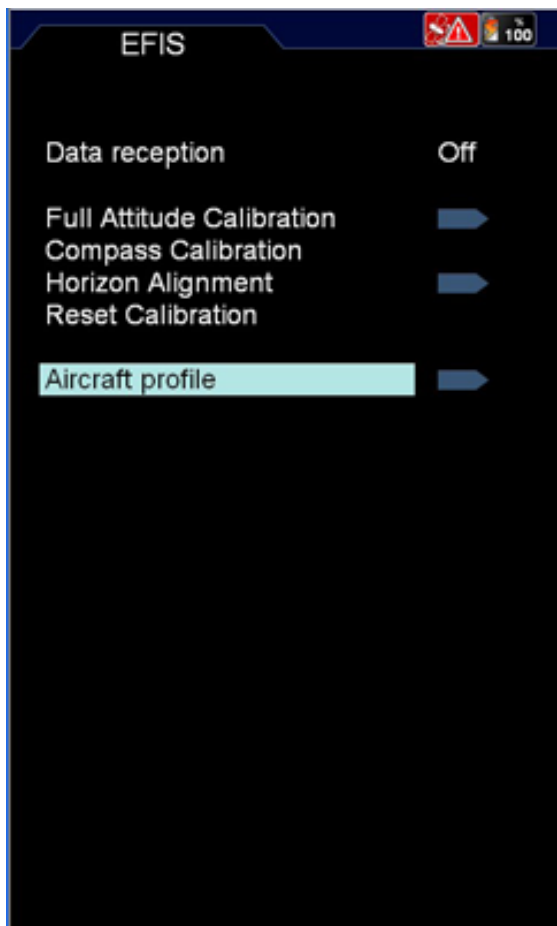 EFIS
%
100
Data reception Off
Full Attitude Calibration
Compass Calibration
Horizon Alignment
Reset Calibration
Aircraft profile